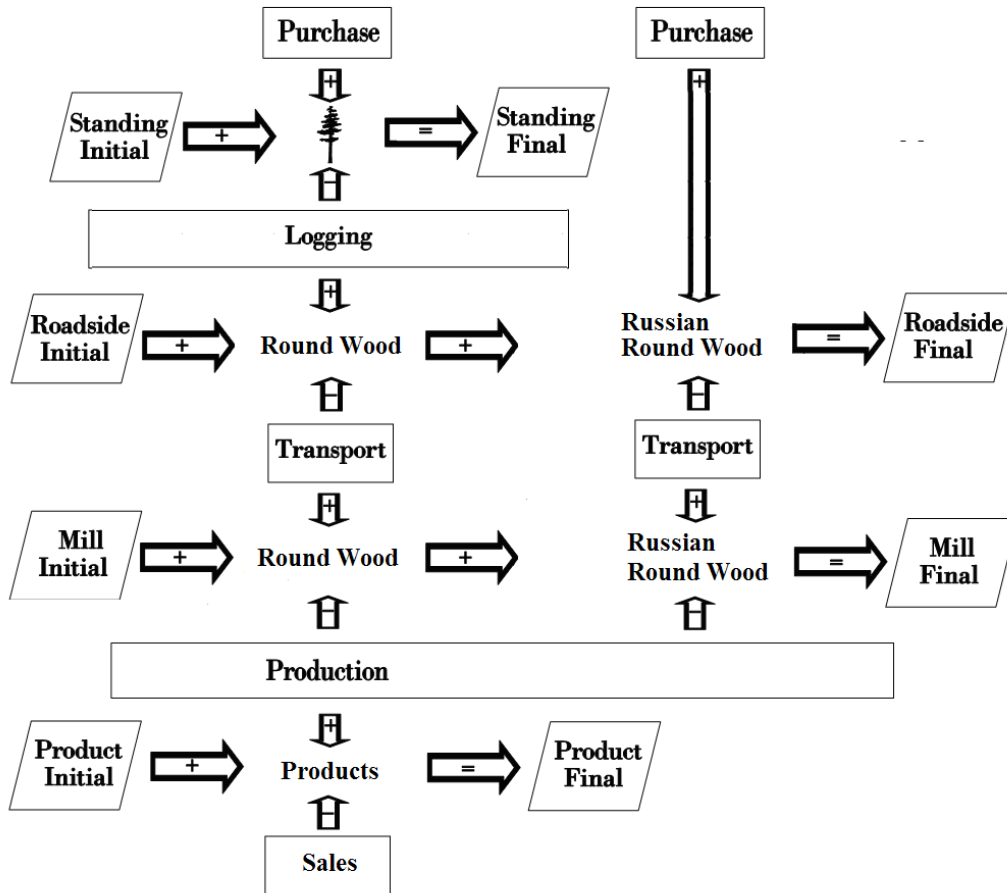 Purchase
Purchase
+
+
Standing
Initial
+
=
Standing
Final
- -
−
Logging
+
Roadside
Initial
+
Round Wood
+
Russian
Round Wood
=
Roadside
Final
−
−
Transport
Transport
+
+
Mill
Initial
+
Round Wood
+
Russian
Round Wood
=
Mill
Final
−
−
Production
+
Product
Initial
+
Products
=
Product
Final
−
Sales